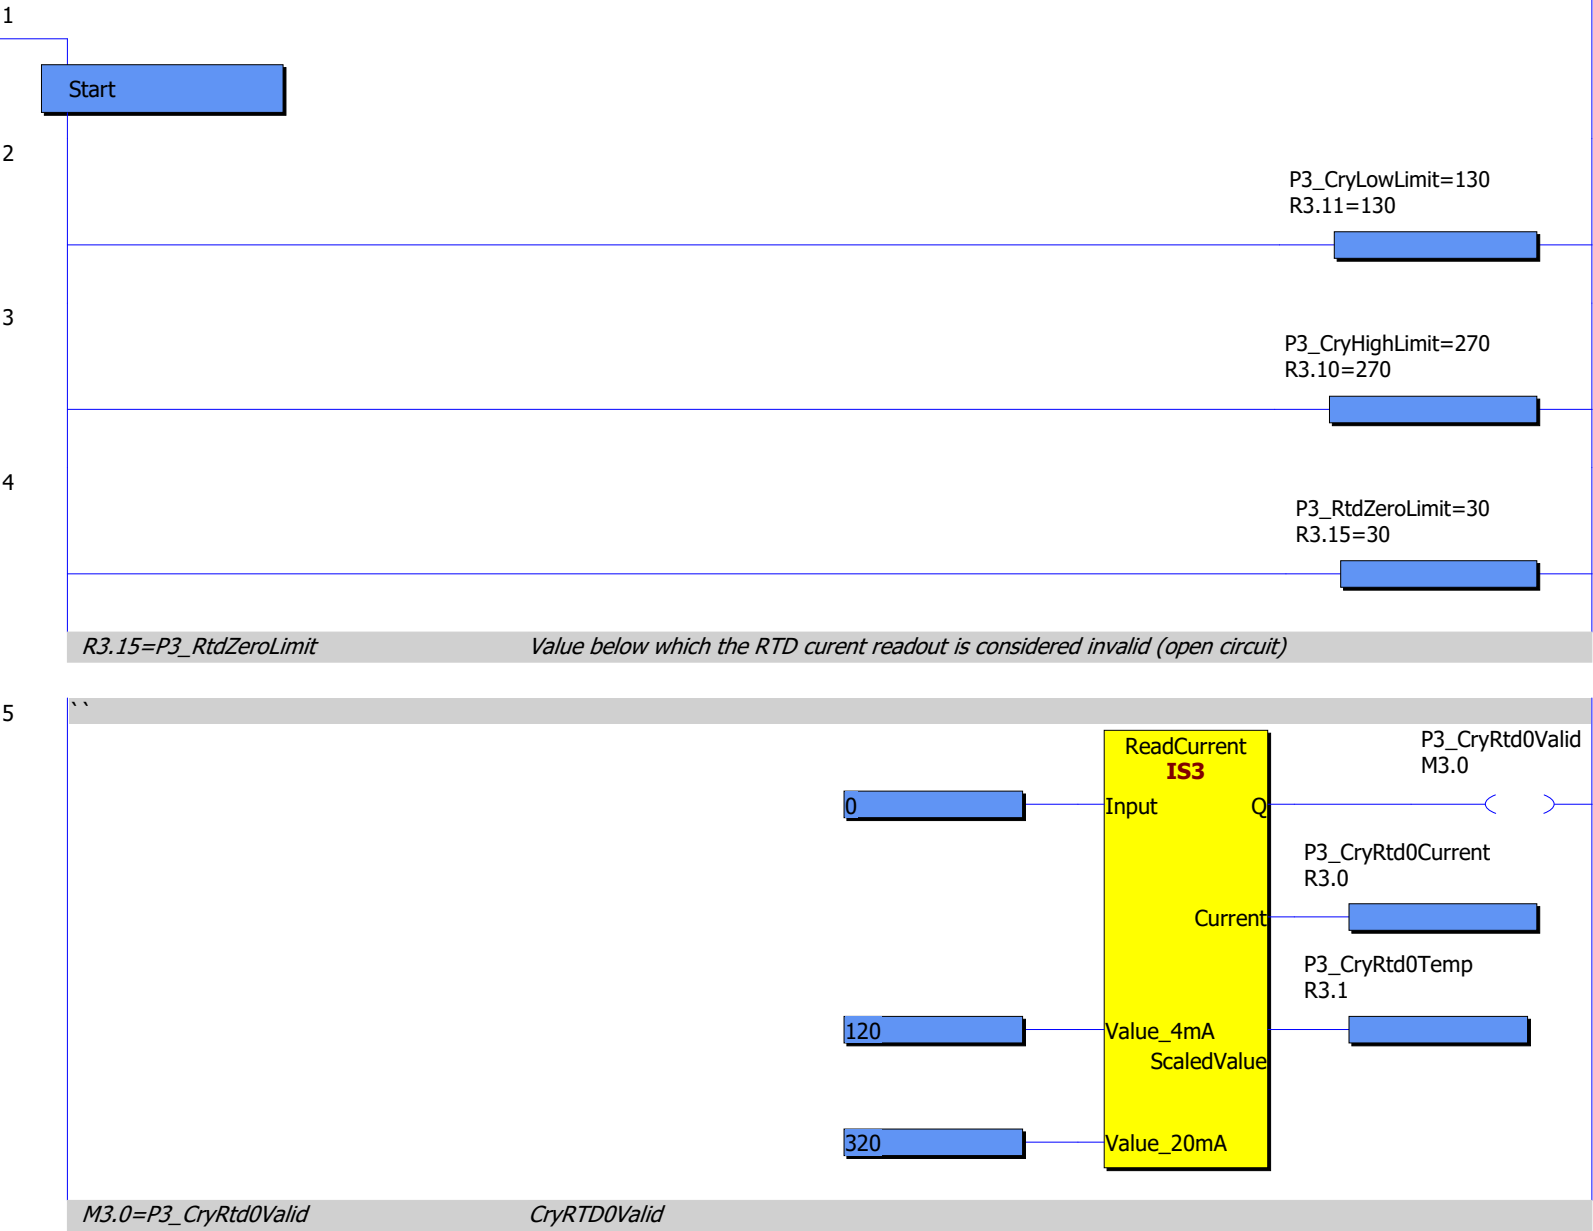 1
Start
2
P3_CryLowLimit=130
R3.11=130
3
P3_CryHighLimit=270
R3.10=270
4
P3_RtdZeroLimit=30
R3.15=30
R3.15=P3_RtdZeroLimit Value below which the RTD curent readout is considered invalid (open circuit)
5 ``
ReadCurrent
IS3
P3_CryRtd0Valid
M3.0
0 Input Q
P3_CryRtd0Current
R3.0
Current
P3_CryRtd0Temp
R3.1
120 Value_4mA
ScaledValue
320 Value_20mA
M3.0=P3_CryRtd0Valid CryRTD0Valid